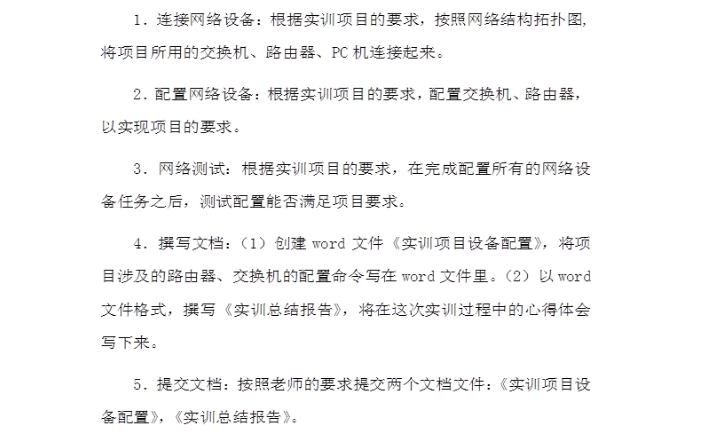 1. 连接网络设备：根据实训项目的要求，按照网络结构拓扑图，
将项目所用的交换机、路由器、PC 机连接起来。
2. 配置网络设备：根据实训项目的要求，配置交换机、路由器，
以实现项目的要求。
3. 网络测试：根据实训项目的要求，在完成配置所有的网络设
备任务之后，测试配置能否满足项目要求。
4. 撰写文档：（1）创建 word 文件《实训项目设备配置》，将项
目涉及的路由器、交换机的配置命令写在 word 文件里。（2）以 word
文件格式，撰写《实训总结报告》，将在这次实训过程中的心得体会
写下来。
5. 提交文档：按照老师的要求提交两个文档文件：《实训项目设
备配置》，《实训总结报告》。